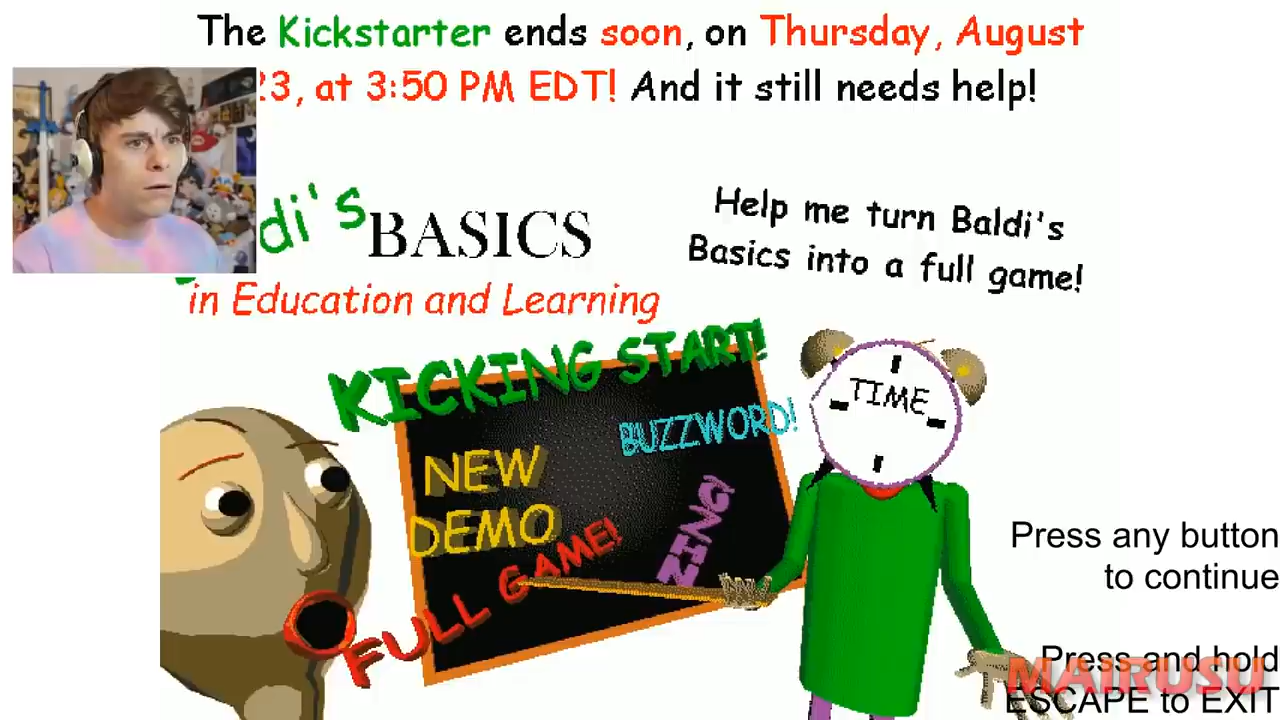 The Kickstarter ends soon, on Thursday, August
23, at 3:50 PM EDT! And it still needs help!
di's BASICS
in Education and Learning
Help me turn Baldi's
Basics into a full game!
KICKING START!
BUZZWORD!
NEW
DEMO
ZING!
FULL GAME!
TIME
Press any button
to continue
Press and hold
ESCAPE to EXIT
MAIRUSU